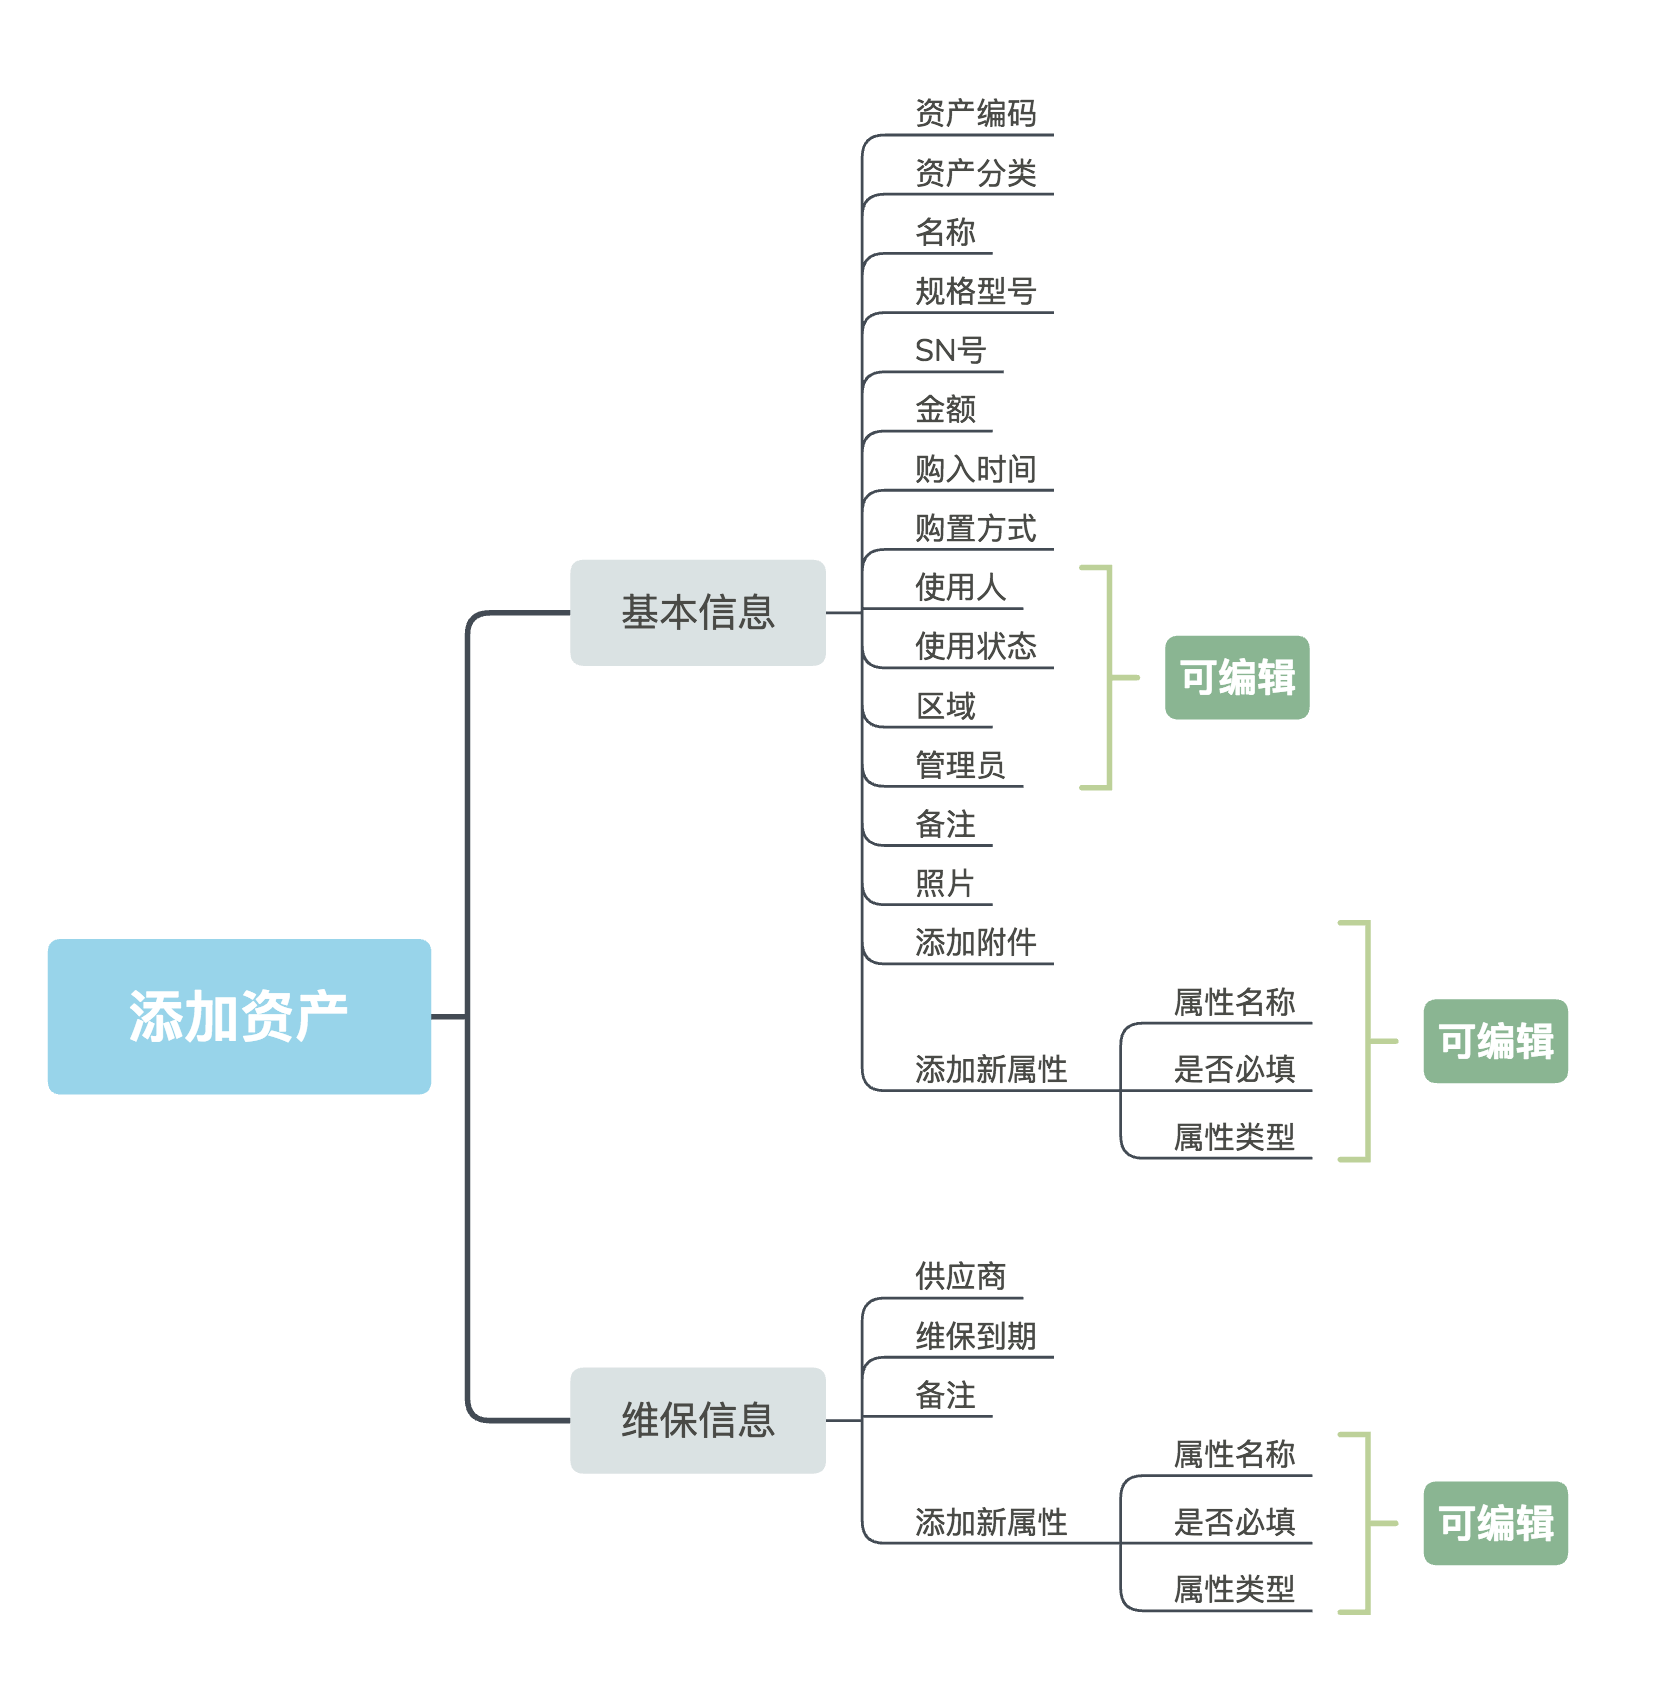 添加资产
基本信息
资产编码
资产分类
名称
规格型号
SN号
金额
购入时间
购置方式
使用人
使用状态
区域
管理员
可编辑
备注
照片
添加附件
添加新属性
属性名称
是否必填
属性类型
可编辑
维保信息
供应商
维保到期
备注
添加新属性
属性名称
是否必填
属性类型
可编辑